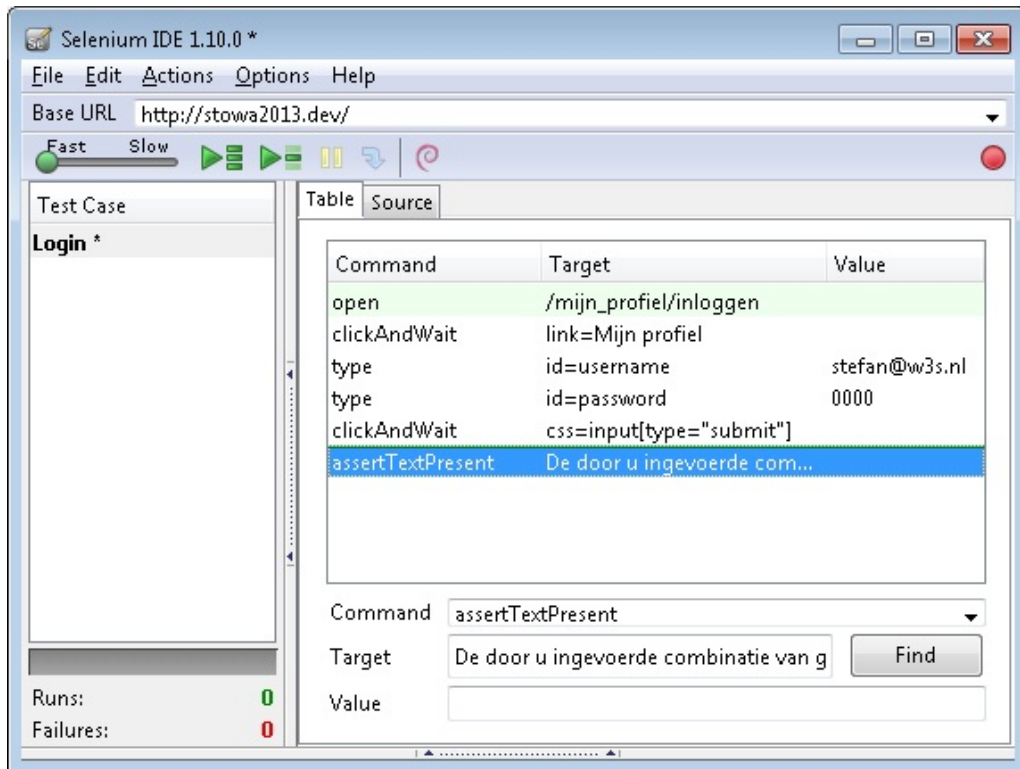 Selenium IDE 1.10.0 *
File Edit Actions Options Help
Base URL http://stowa2013.dev/
Fast Slow
Test Case
Login *
Table Source
Command Target Value
open /mijn_profiel/inloggen
clickAndWait link=Mijn profiel
type id=username stefan@w3s.nl
type id=password 0000
clickAndWait css=input[type="submit"]
assertTextPresent De door u ingevoerde com...
Command assertTextPresent
Target De door u ingevoerde combinatie van g Find
Value
Runs: 0
Failures: 0